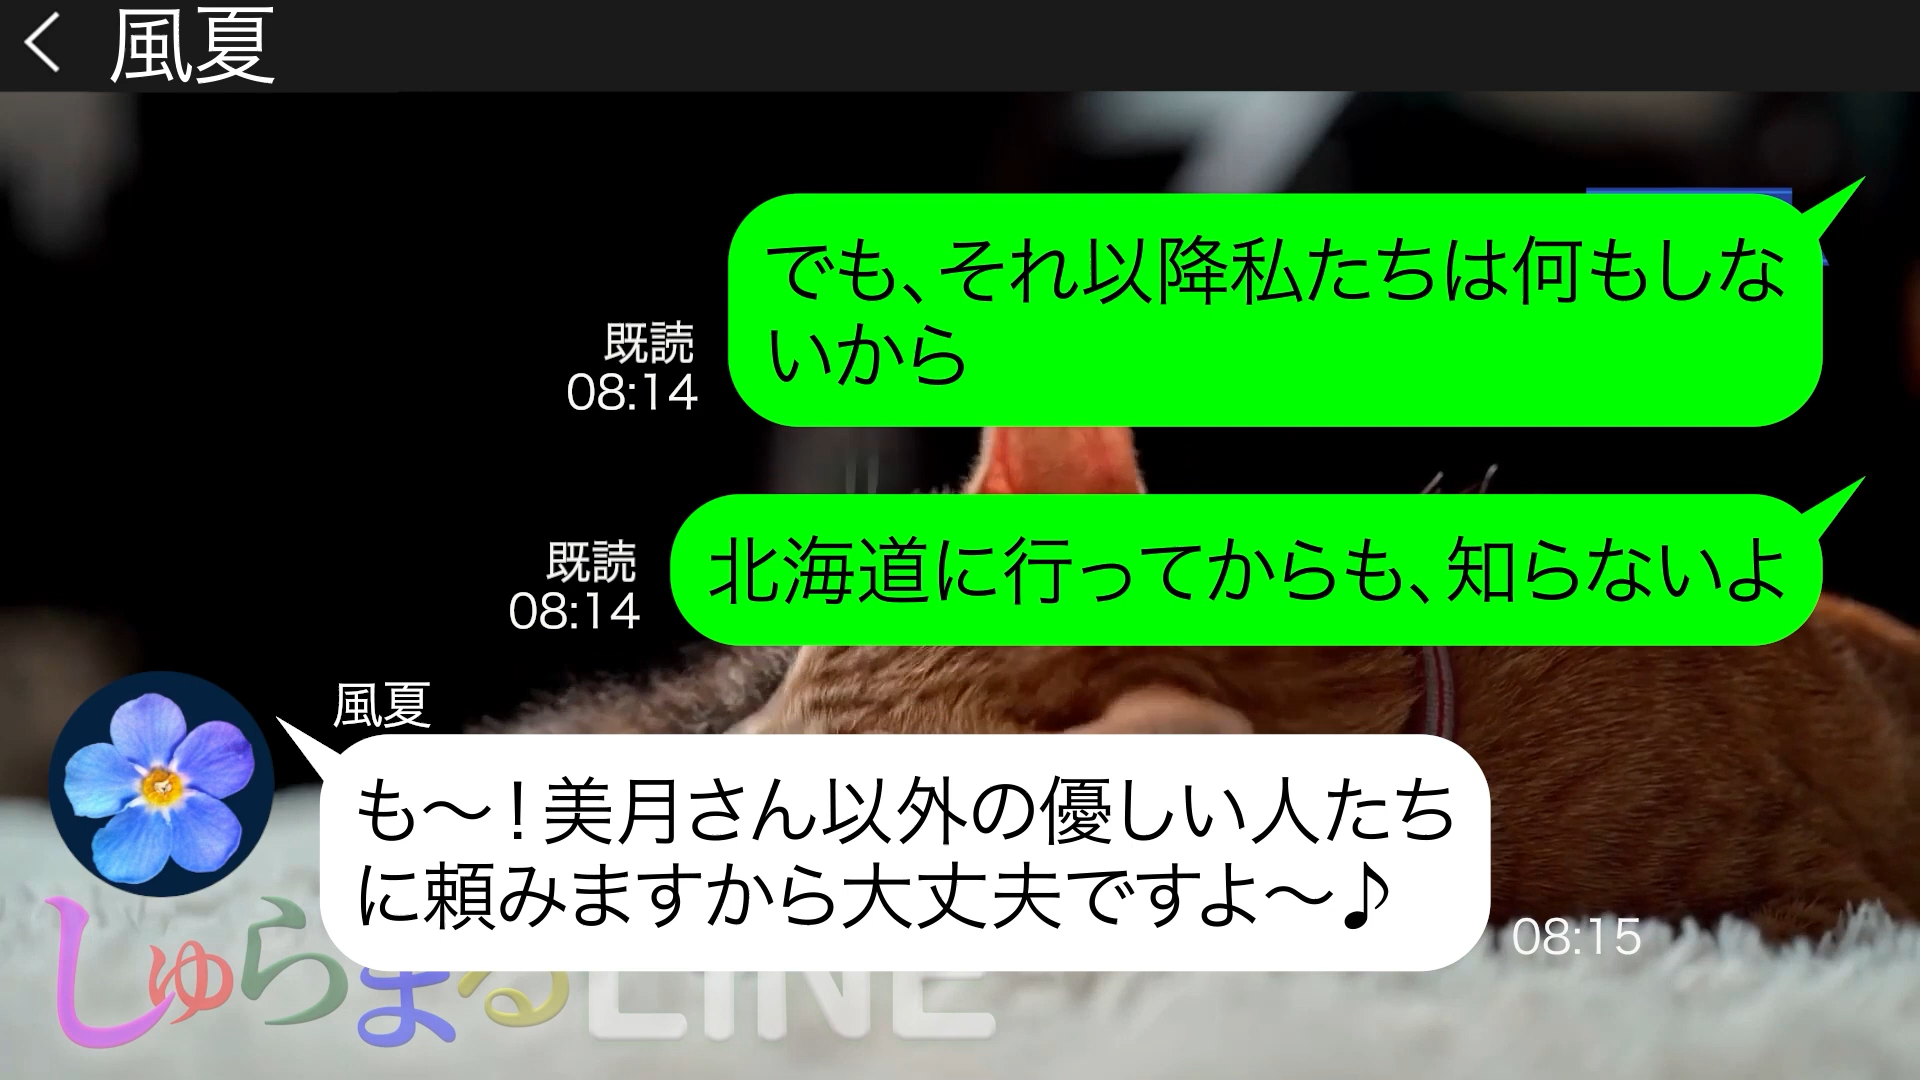 風夏
でも、それ以降私たちは何もしな
いから
既読
08:14
北海道に行ってからも、知らないよ
既読
08:14
風夏
も〜！美月さん以外の優しい人たち
に頼みますから大丈夫ですよ〜♪
08:15
しゅらまるLINE